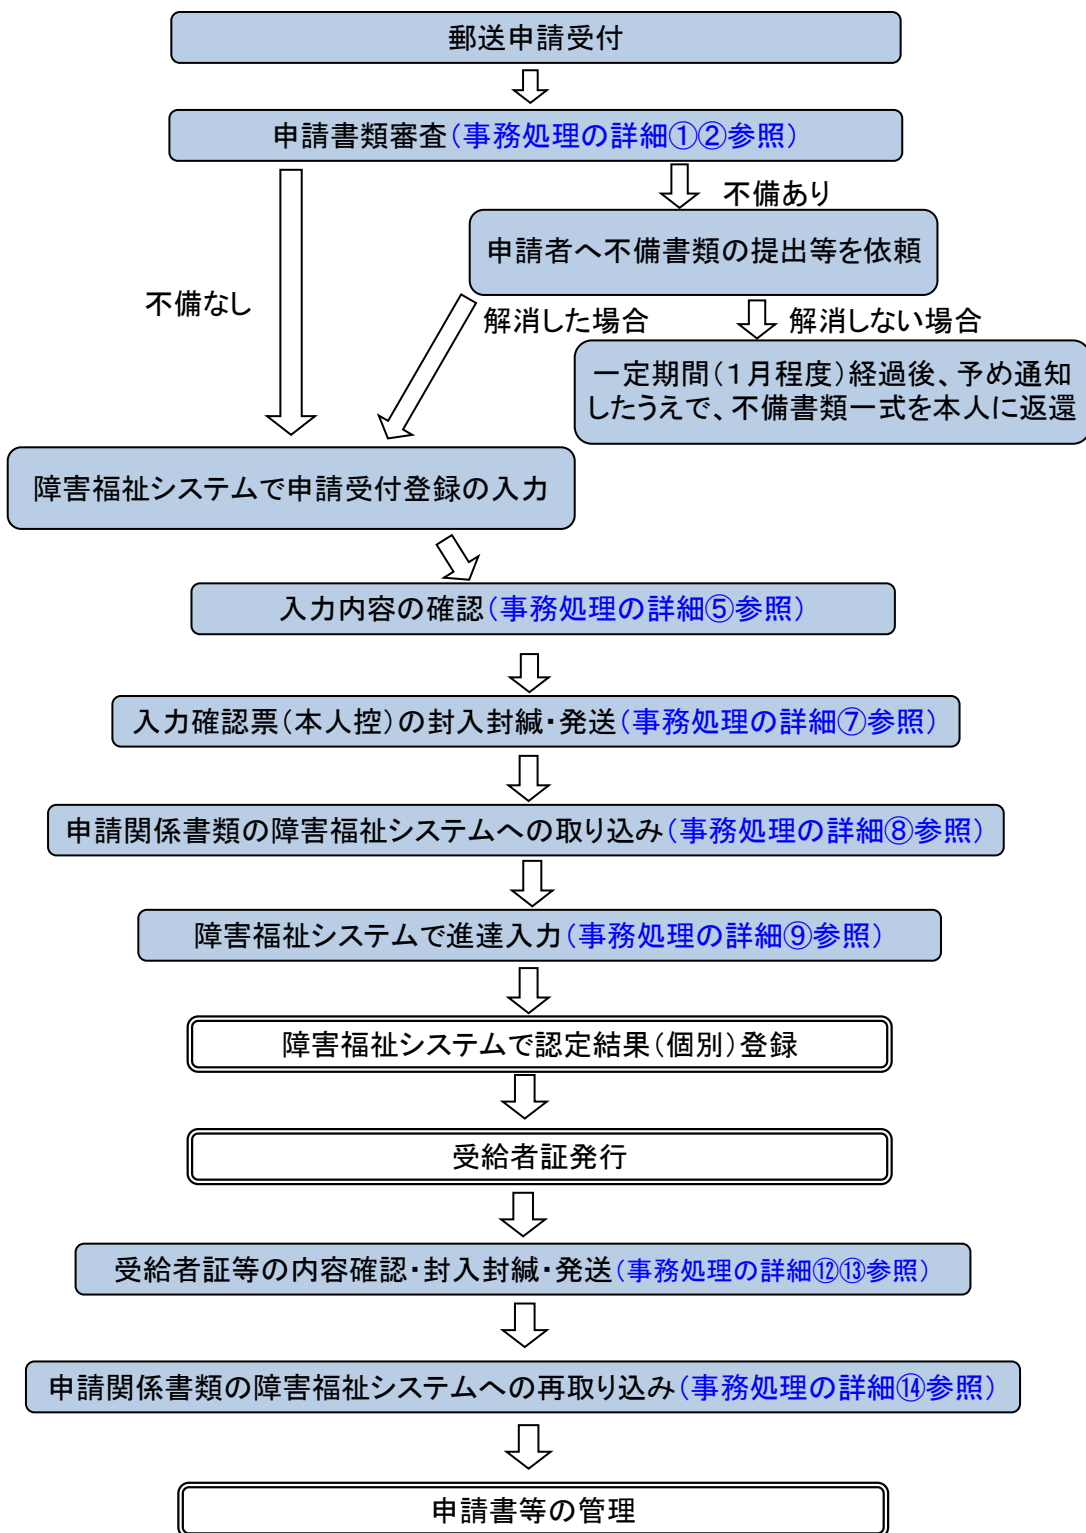 郵送申請受付
申請書類審査(事務処理の詳細①②参照)
不備あり
申請者へ不備書類の提出等を依頼
不備なし
解消した場合
解消しない場合
一定期間(1月程度)経過後、予め通知
したうえで、不備書類一式を本人に返還
障害福祉システムで申請受付登録の入力
入力内容の確認(事務処理の詳細⑤参照)
入力確認票(本人控)の封入封緘・発送(事務処理の詳細⑦参照)
申請関係書類の障害福祉システムへの取り込み(事務処理の詳細⑧参照)
障害福祉システムで進達入力(事務処理の詳細⑨参照)
障害福祉システムで認定結果(個別)登録
受給者証発行
受給者証等の内容確認・封入封緘・発送(事務処理の詳細⑫⑬参照)
申請関係書類の障害福祉システムへの再取り込み(事務処理の詳細⑭参照)
申請書等の管理